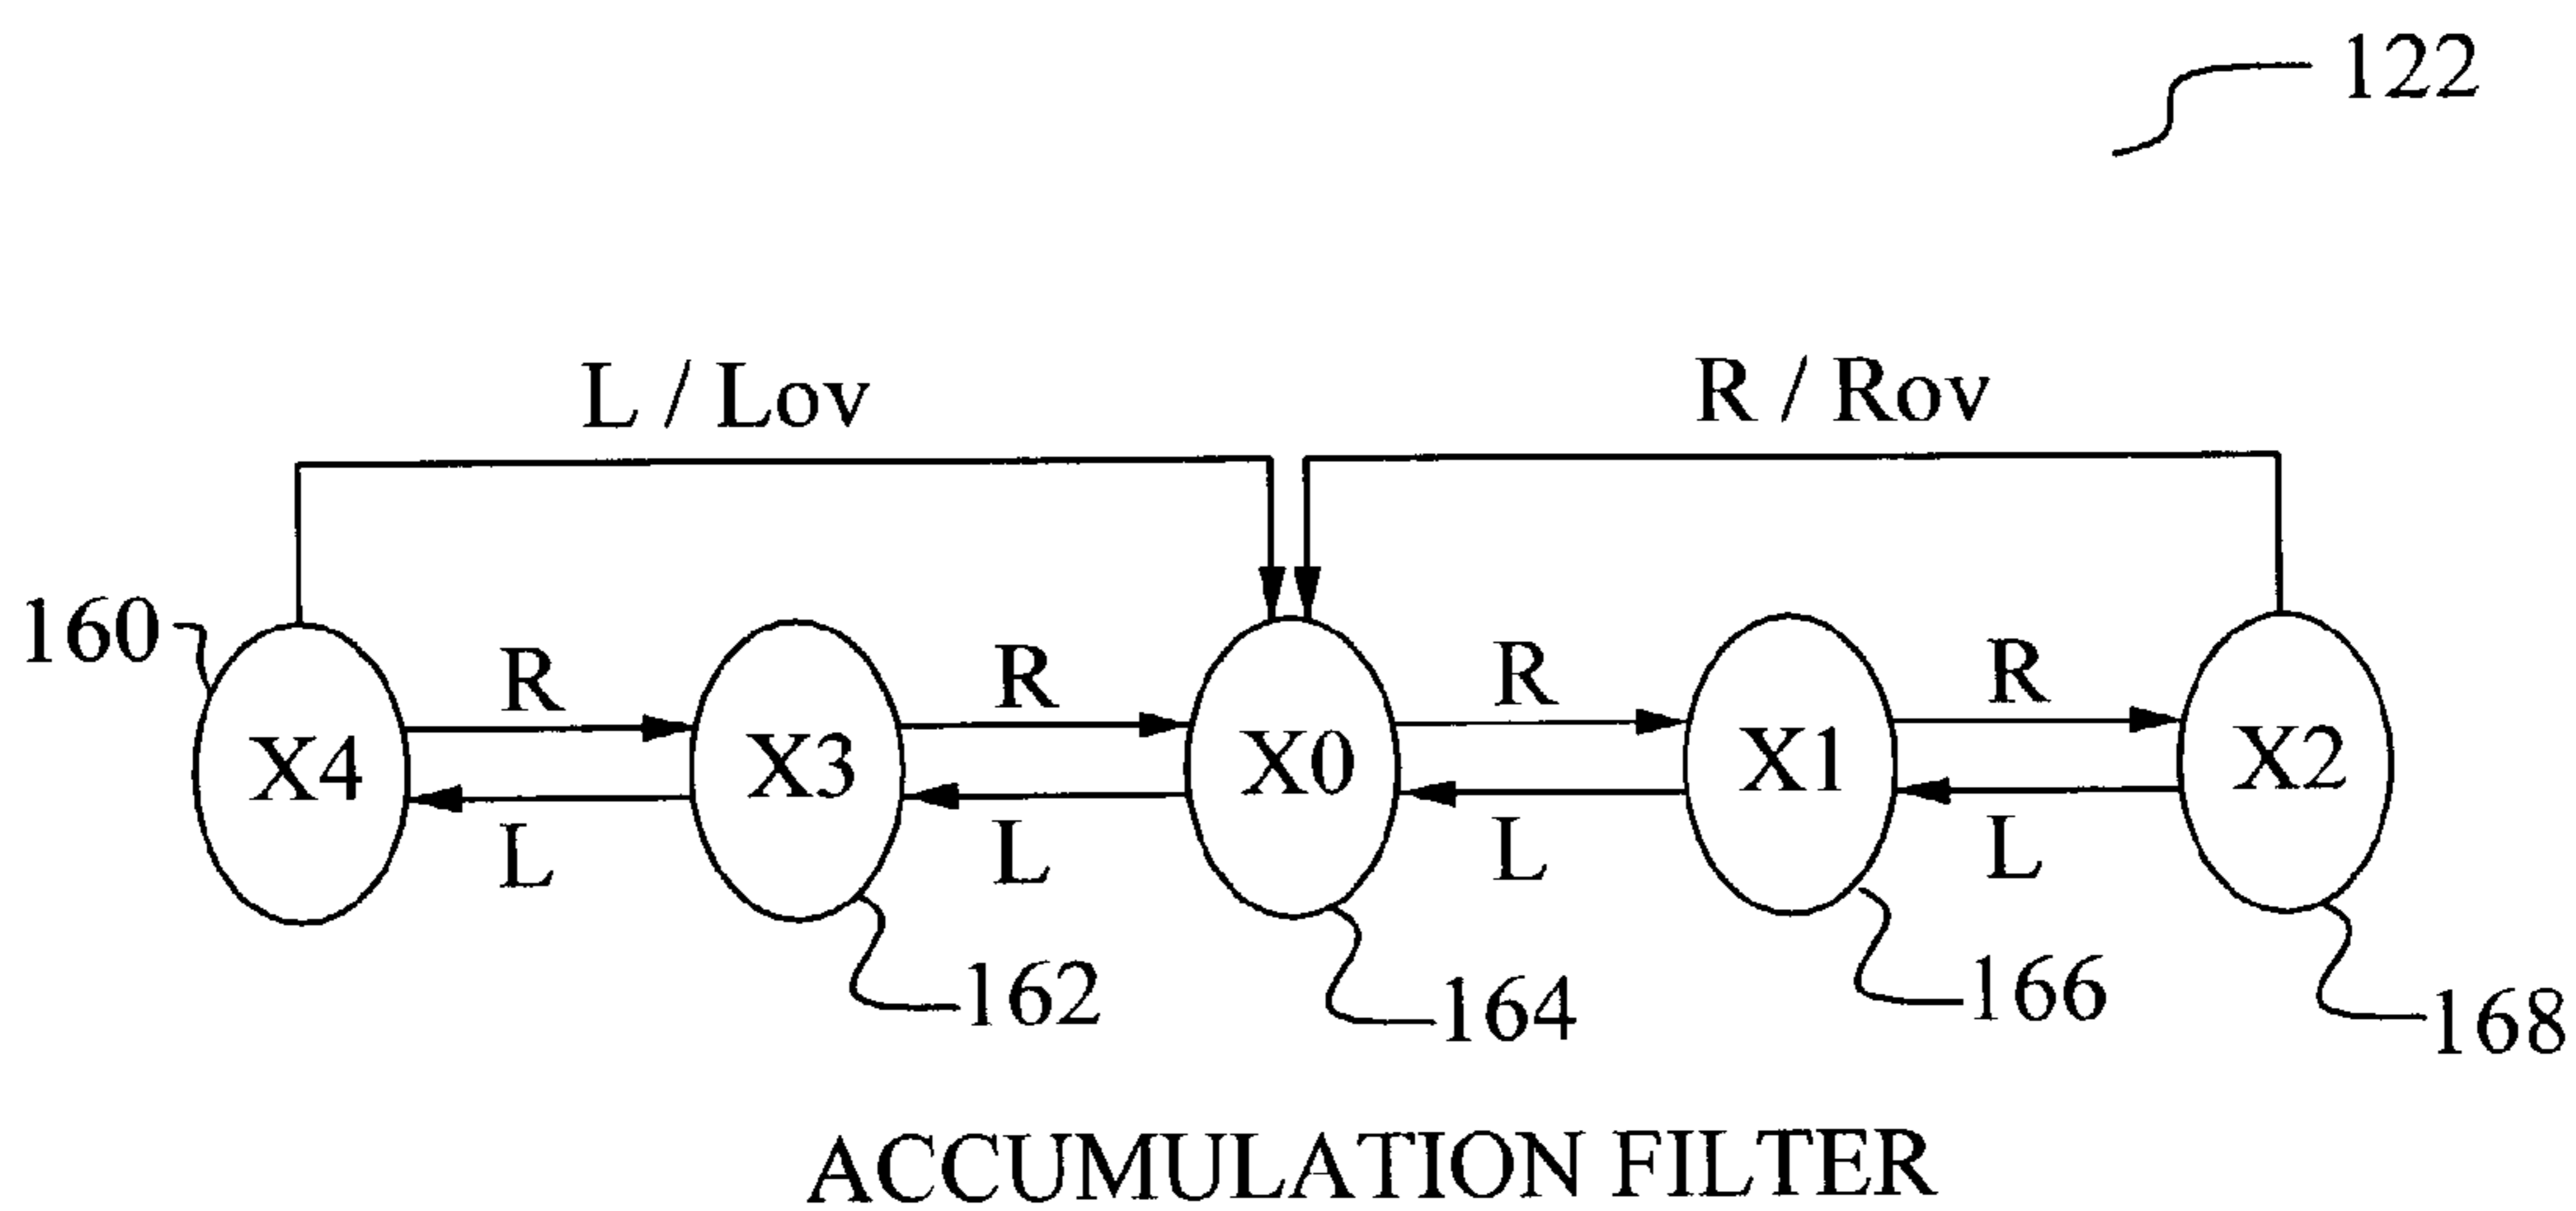 122
L / Lov
R / Rov
160
R
R
R
R
X4
X3
X0
X1
X2
L
L
L
L
162
164
166
168
ACCUMULATION FILTER